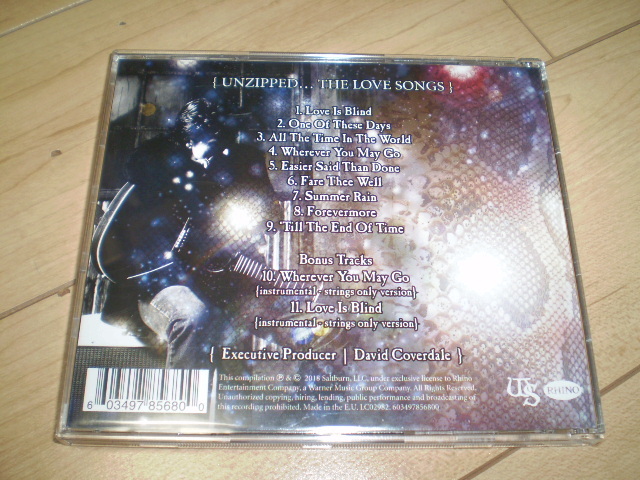 { UNZIPPED... THE LOVE SONGS }
1. Love Is Blind
2. One Of These Days
3. All The Time In The World
4. Wherever You May Go
5. Easier Said Than Done
6. Fare Thee Well
7. Summer Rain
8. Forevermore
9. 'Till The End Of Time
Bonus Tracks
10. Wherever You May Go
{instrumental - strings only version}
11. Love Is Blind
{instrumental - strings only version}
{ Executive Producer | David Coverdale }
This compilation ℗ & © 2018 Saltburn, LLC, under exclusive license to Rhino
Entertainment Company, a Warner Music Group Company. All Rights Reserved.
Unauthorized copying, hiring, lending, public performance and broadcasting of
this recording prohibited. Made in the E.U. LC02982. 603497856800
6 03497 85680 0
WS
RHINO